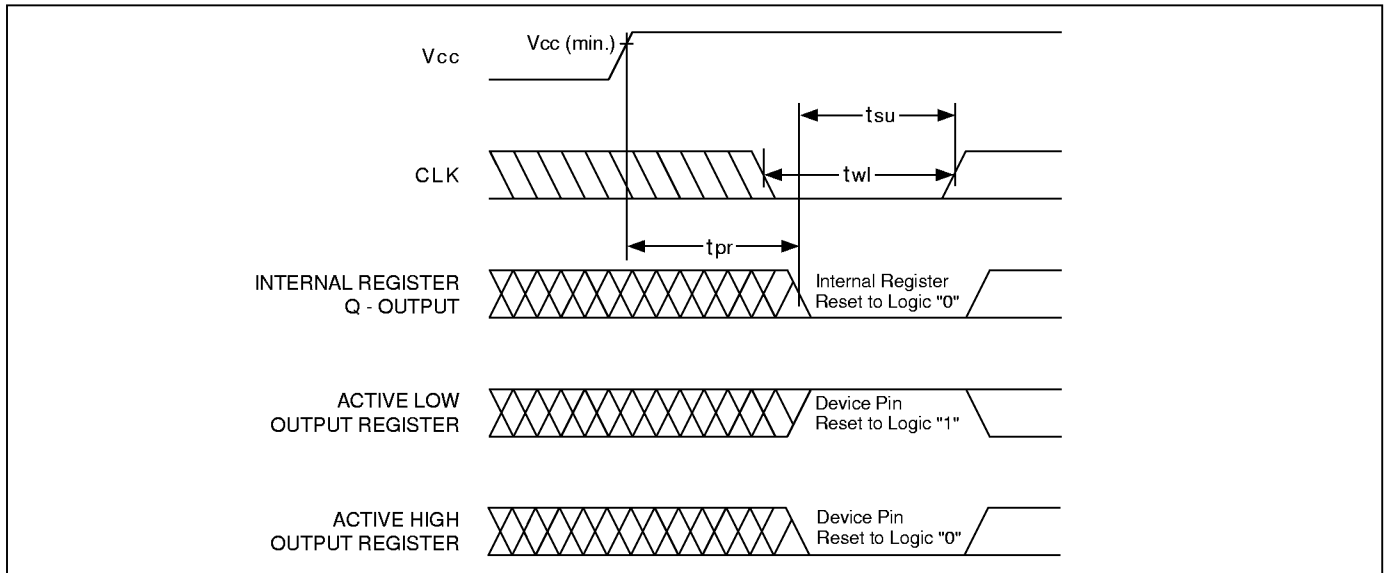 Vcc
Vcc (min.)
tsu
CLK
twl
tpr
INTERNAL REGISTER
Q - OUTPUT
Internal Register
Reset to Logic "0"
ACTIVE LOW
OUTPUT REGISTER
Device Pin
Reset to Logic "1"
ACTIVE HIGH
OUTPUT REGISTER
Device Pin
Reset to Logic "0"